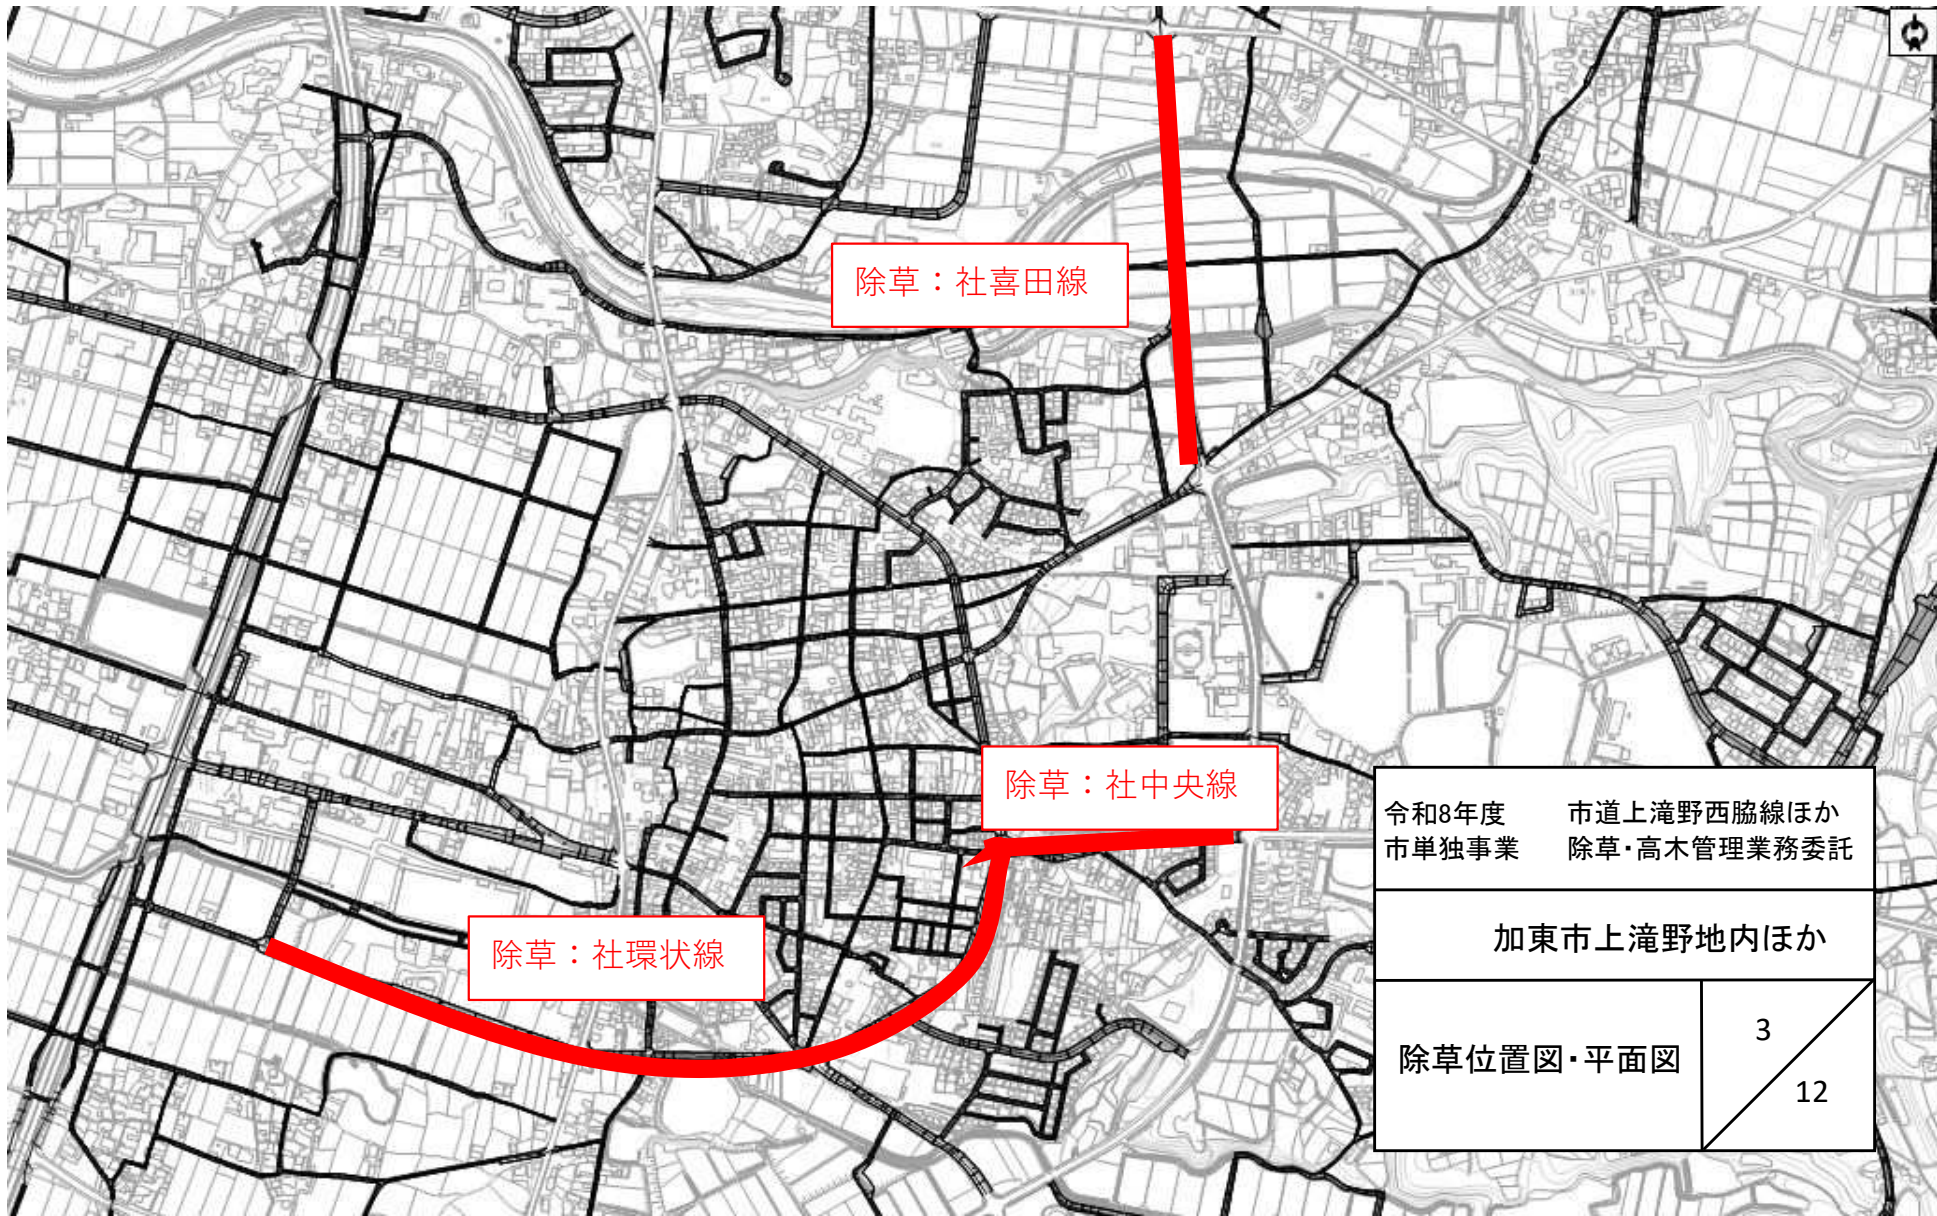 除草：社喜田線
除草：社中央線
除草：社環状線
令和8年度　市道上滝野西脇線ほか
市単独事業　除草・高木管理業務委託
加東市上滝野地内ほか
除草位置図・平面図
3
12